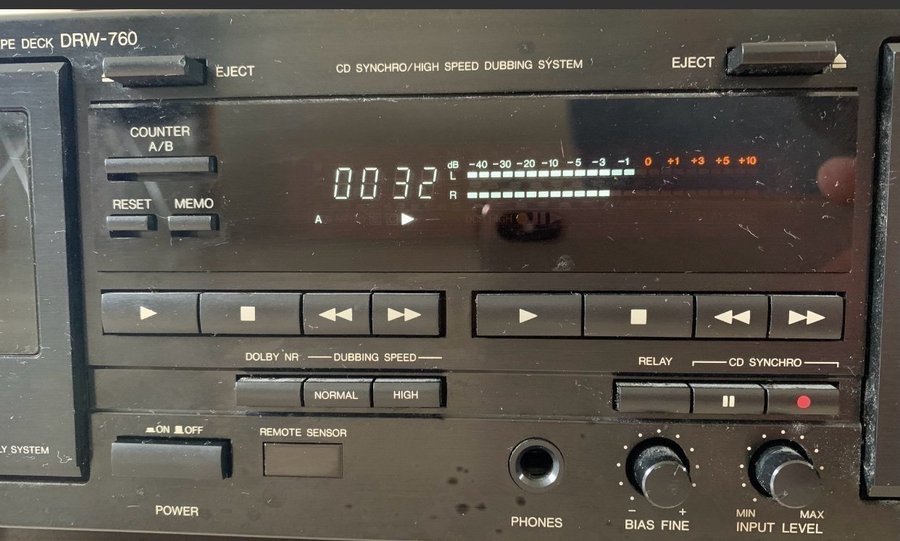 PE DECK DRW-760
EJECT
CD SYNCHRO/HIGH SPEED DUBBING SYSTEM
EJECT
COUNTER
A/B
RESET MEMO
00 32
A
dB -40 -30 -20 -10 -5 -3 -1 0 +1 +3 +5 +10
L
R
DOLBY NR DUBBING SPEED
NORMAL HIGH
RELAY CD SYNCHRO
LY SYSTEM
ON OFF
POWER
REMOTE SENSOR
PHONES
- +
BIAS FINE
MIN MAX
INPUT LEVEL